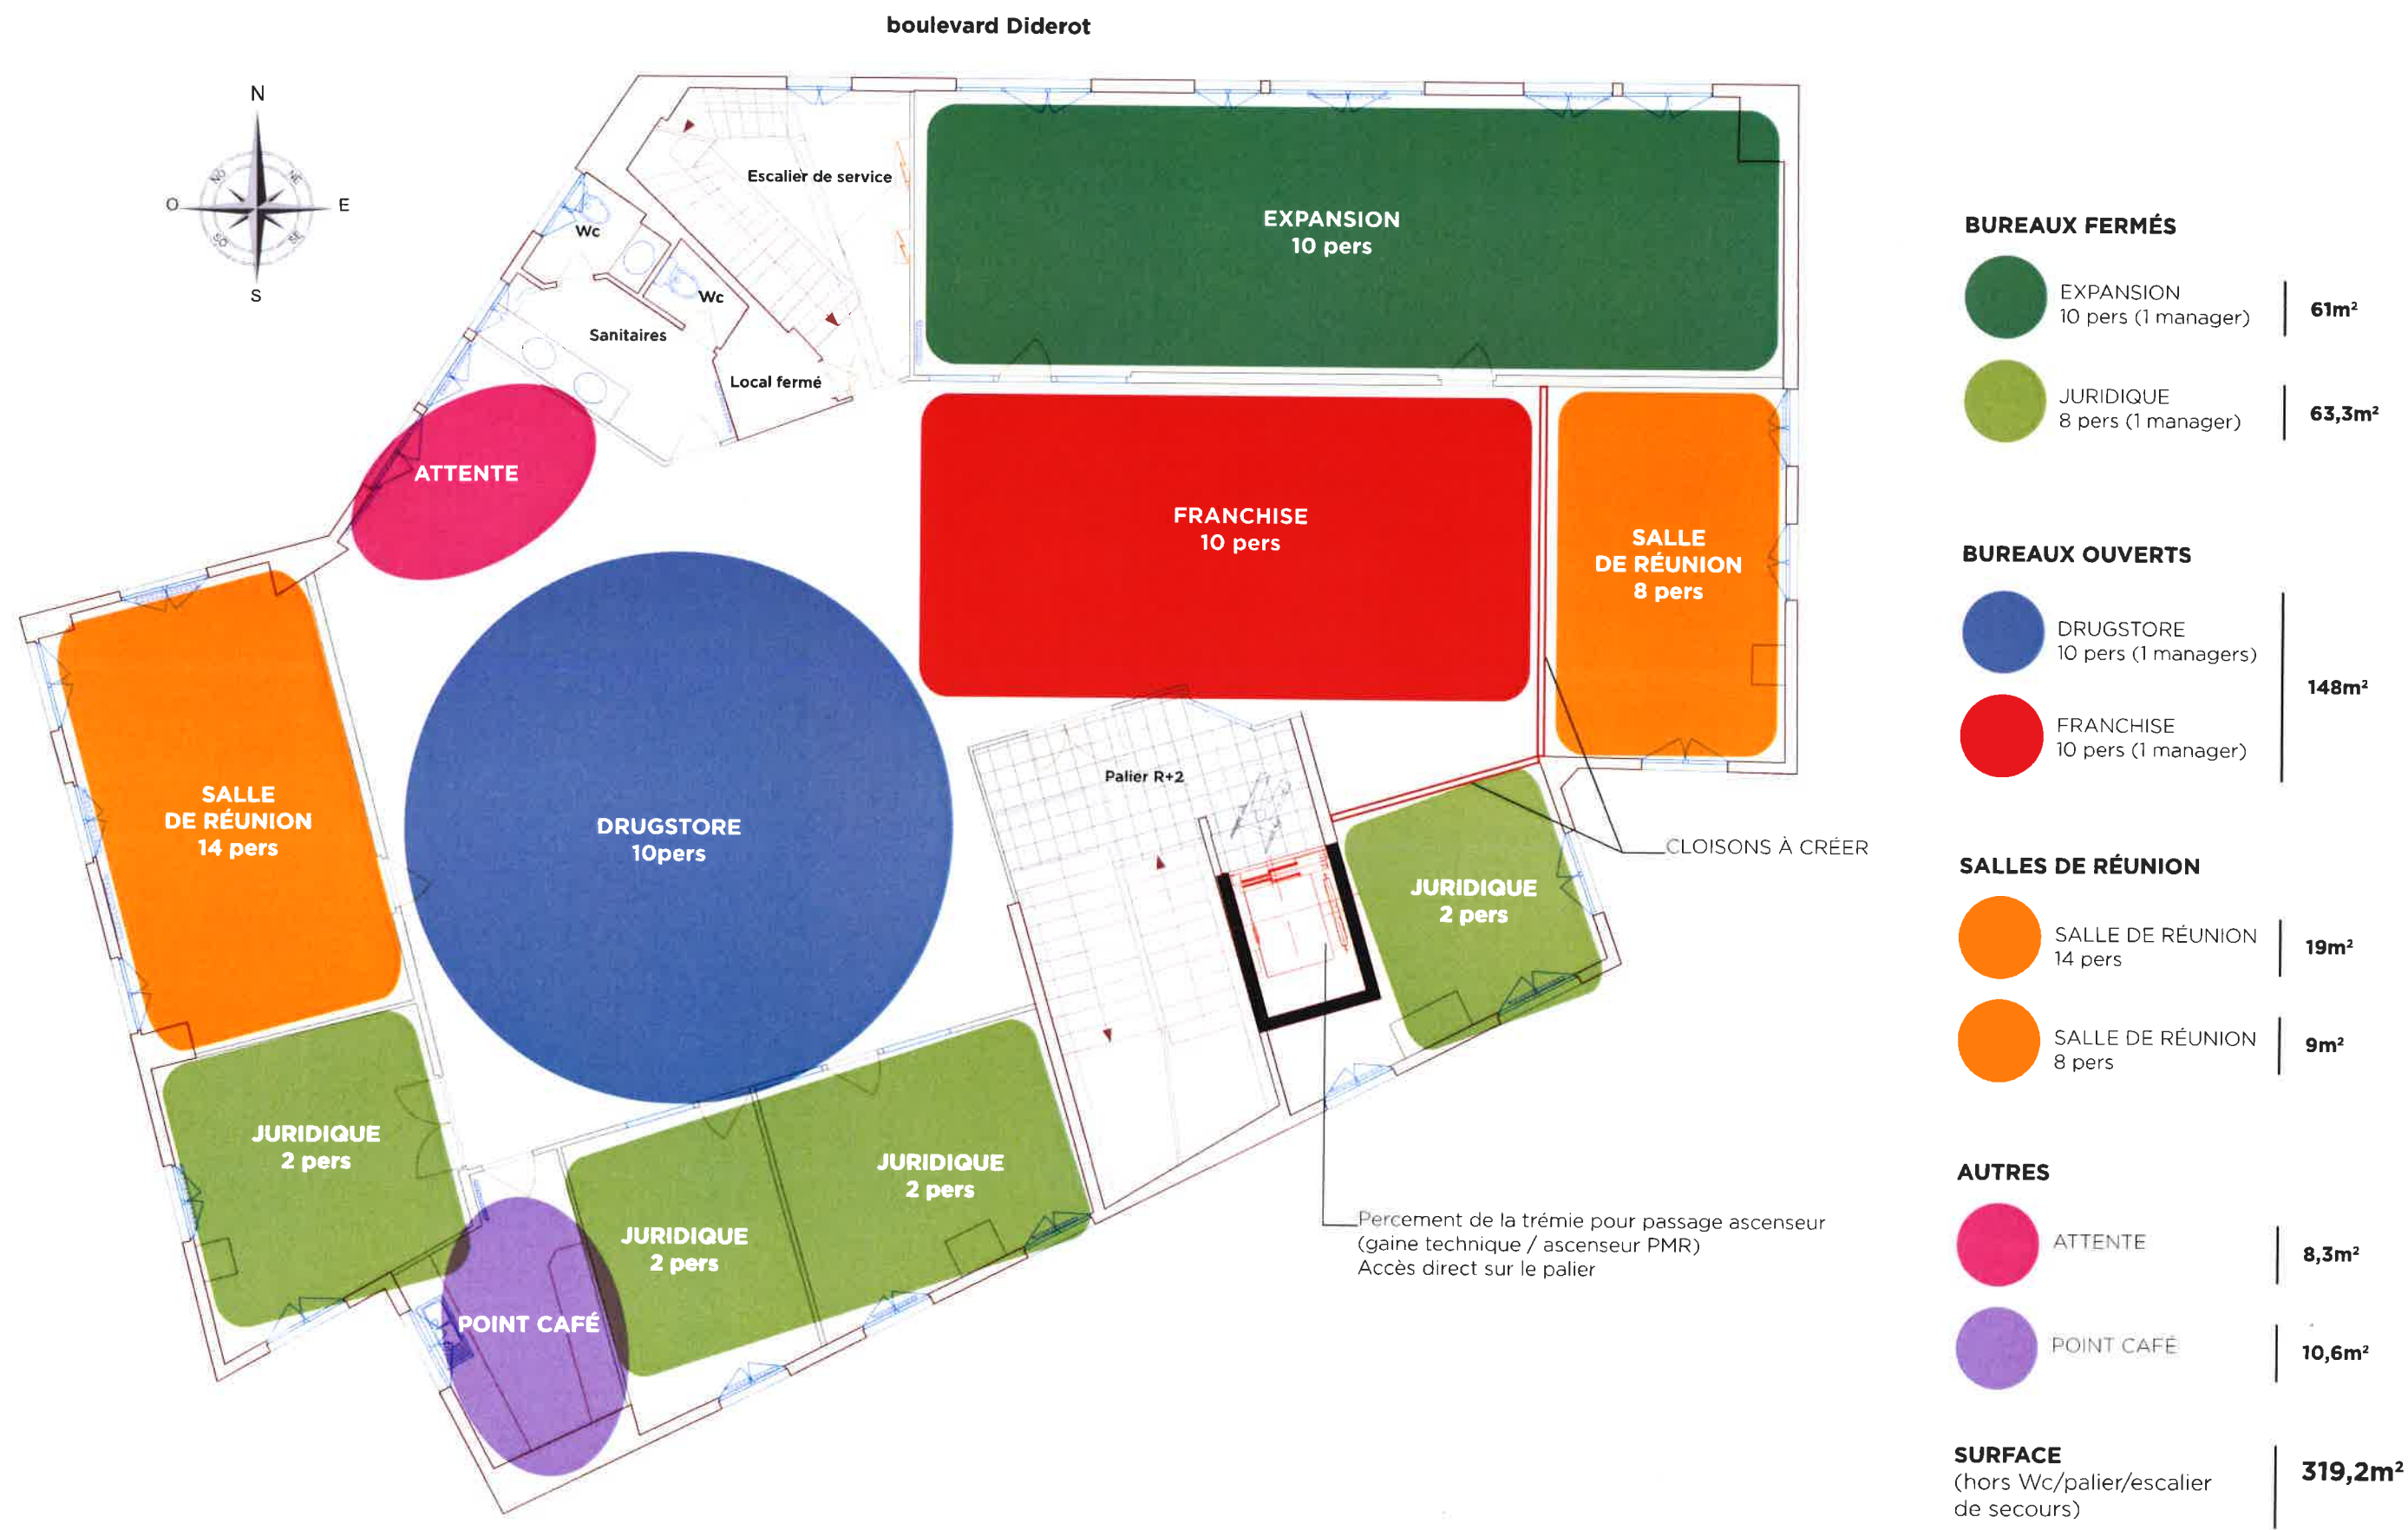 boulevard Diderot
N
NO
NE
O
E
SO
SE
S
Escalier de service
Wc
Wc
Sanitaires
Local fermé
EXPANSION
10 pers
ATTENTE
FRANCHISE
10 pers
SALLE
DE RÉUNION
8 pers
SALLE
DE RÉUNION
14 pers
DRUGSTORE
10pers
Palier R+2
CLOISONS À CRÉER
JURIDIQUE
2 pers
JURIDIQUE
2 pers
JURIDIQUE
2 pers
JURIDIQUE
2 pers
POINT CAFÉ
Percement de la trémie pour passage ascenseur
(gaine technique / ascenseur PMR)
Accès direct sur le palier
BUREAUX FERMÉS
EXPANSION
10 pers (1 manager)
61m²
JURIDIQUE
8 pers (1 manager)
63,3m²
BUREAUX OUVERTS
DRUGSTORE
10 pers (1 managers)
148m²
FRANCHISE
10 pers (1 manager)
SALLES DE RÉUNION
SALLE DE RÉUNION
14 pers
19m²
SALLE DE RÉUNION
8 pers
9m²
AUTRES
ATTENTE
8,3m²
POINT CAFÉ
10,6m²
SURFACE
(hors Wc/palier/escalier
de secours)
319,2m²